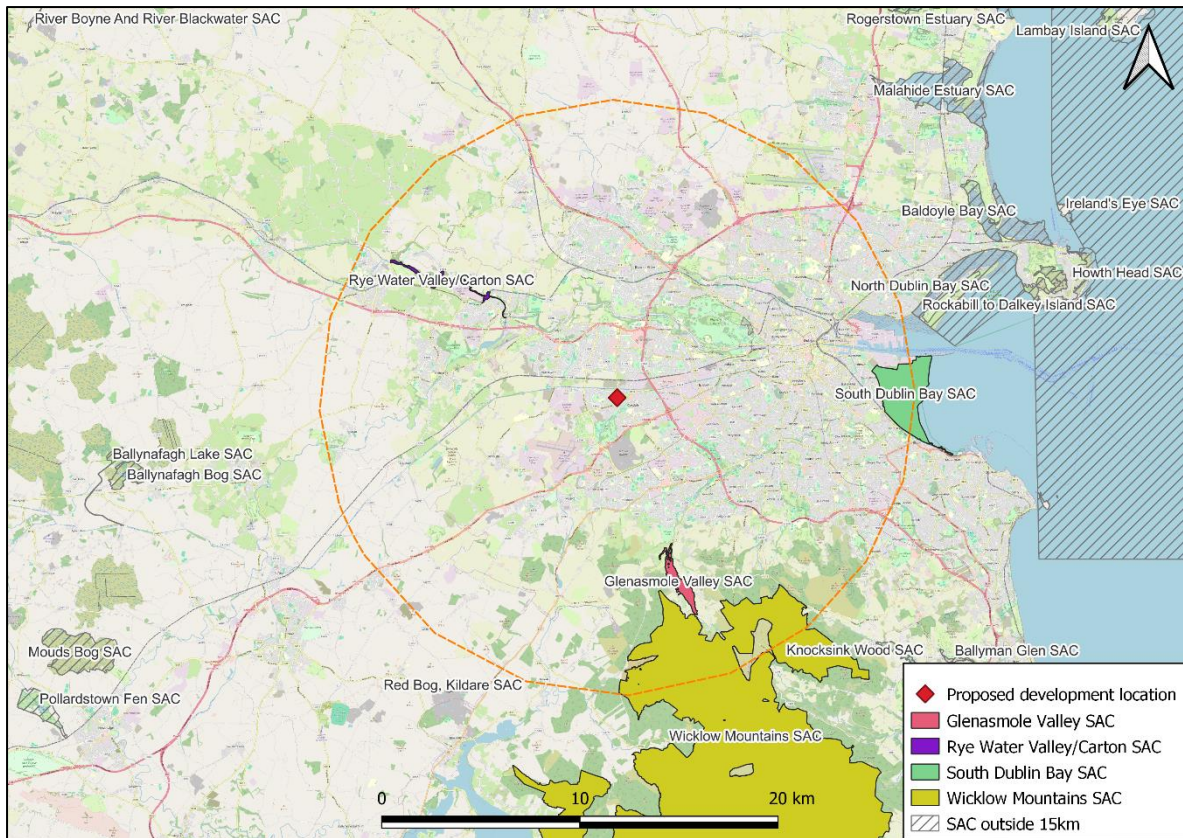 River Boyne And River Blackwater SAC
Rogerstown Estuary SAC
Lambay Island SAC
Malahide Estuary SAC
Baldoyle Bay SAC
Ireland's Eye SAC
Rye Water Valley/Carton SAC
Howth Head SAC
North Dublin Bay SAC
Rockabill to Dalkey Island SAC
South Dublin Bay SAC
Ballynafagh Lake SAC
Ballynafagh Bog SAC
Glenasmole Valley SAC
Mouds Bog SAC
Knocksink Wood SAC
Ballyman Glen SAC
Pollardstown Fen SAC
Red Bog, Kildare SAC
Wicklow Mountains SAC
0 10 20 km
Proposed development location
Glenasmole Valley SAC
Rye Water Valley/Carton SAC
South Dublin Bay SAC
Wicklow Mountains SAC
SAC outside 15km